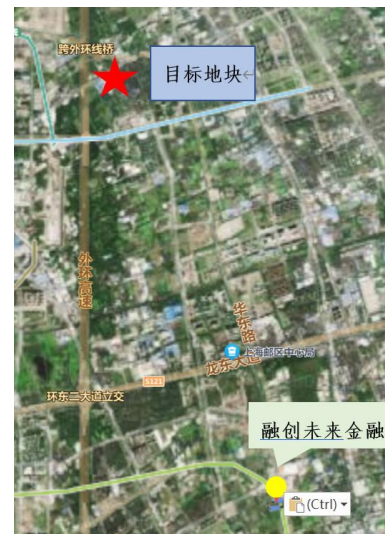 跨外环线桥
目标地块
外环高速
华东路
上海邮区中心局
龙东大道
S121
环东二大道立交
融创未来金融
(Ctrl)